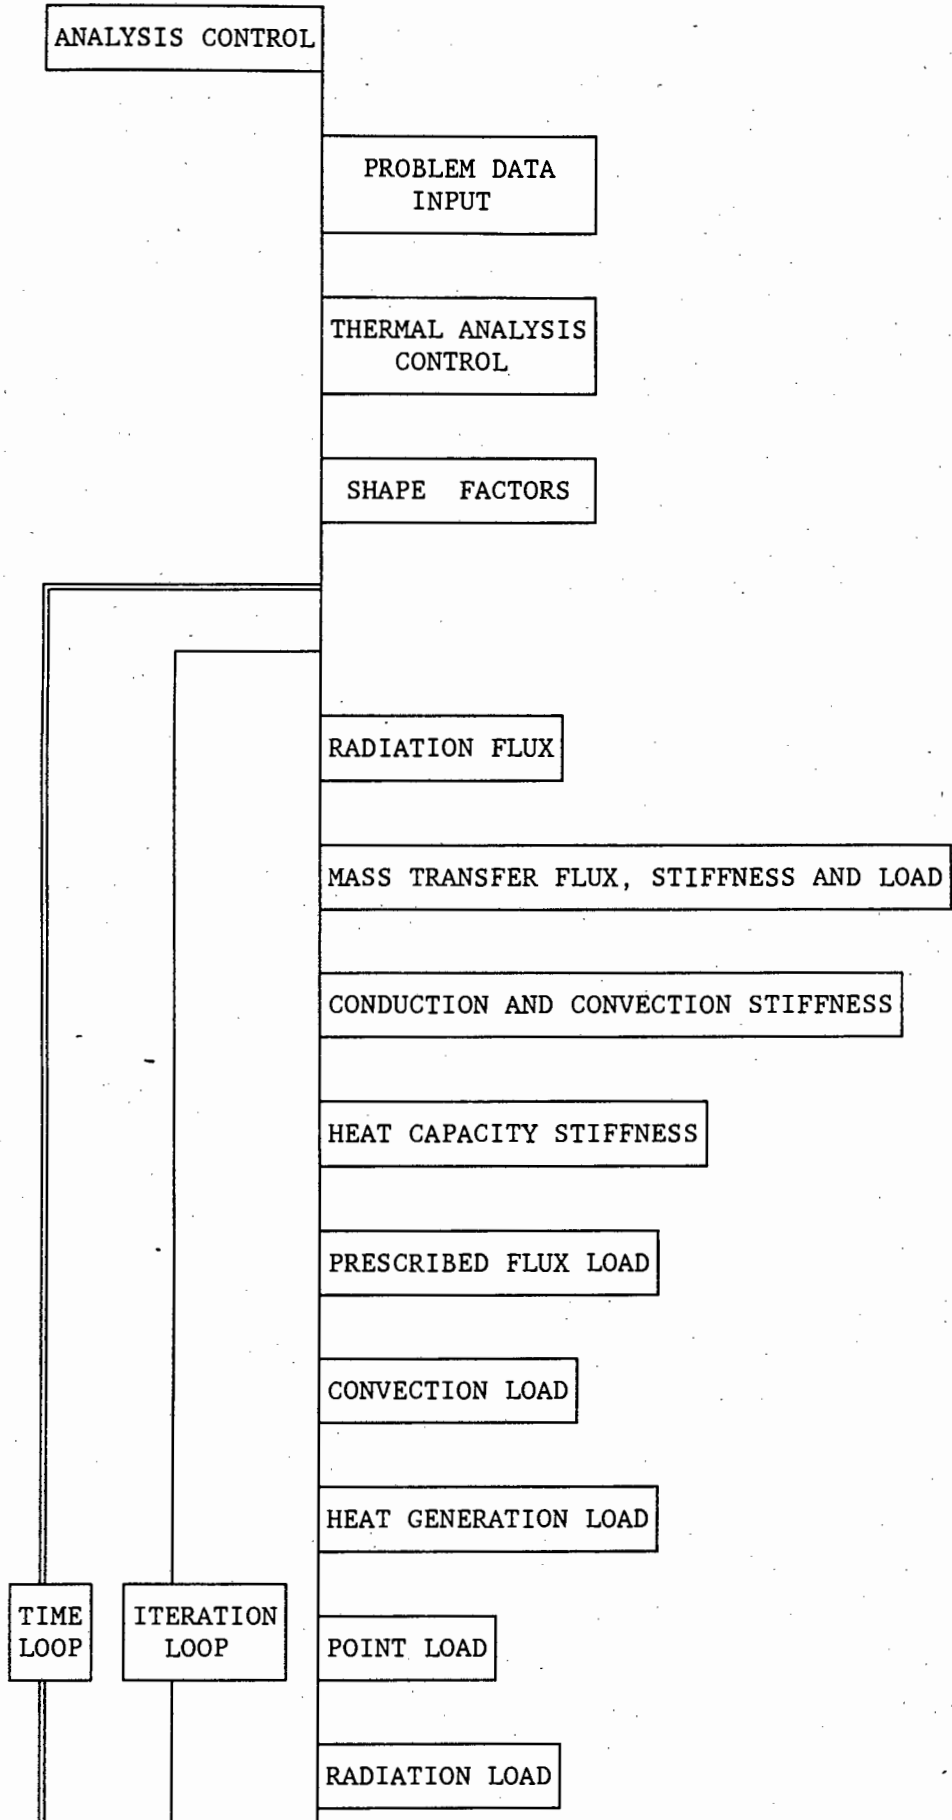 ANALYSIS CONTROL
PROBLEM DATA
INPUT
THERMAL ANALYSIS
CONTROL
SHAPE FACTORS
RADIATION FLUX
MASS TRANSFER FLUX, STIFFNESS AND LOAD
CONDUCTION AND CONVECTION STIFFNESS
HEAT CAPACITY STIFFNESS
PRESCRIBED FLUX LOAD
CONVECTION LOAD
HEAT GENERATION LOAD
TIME
LOOP
ITERATION
LOOP
POINT LOAD
RADIATION LOAD